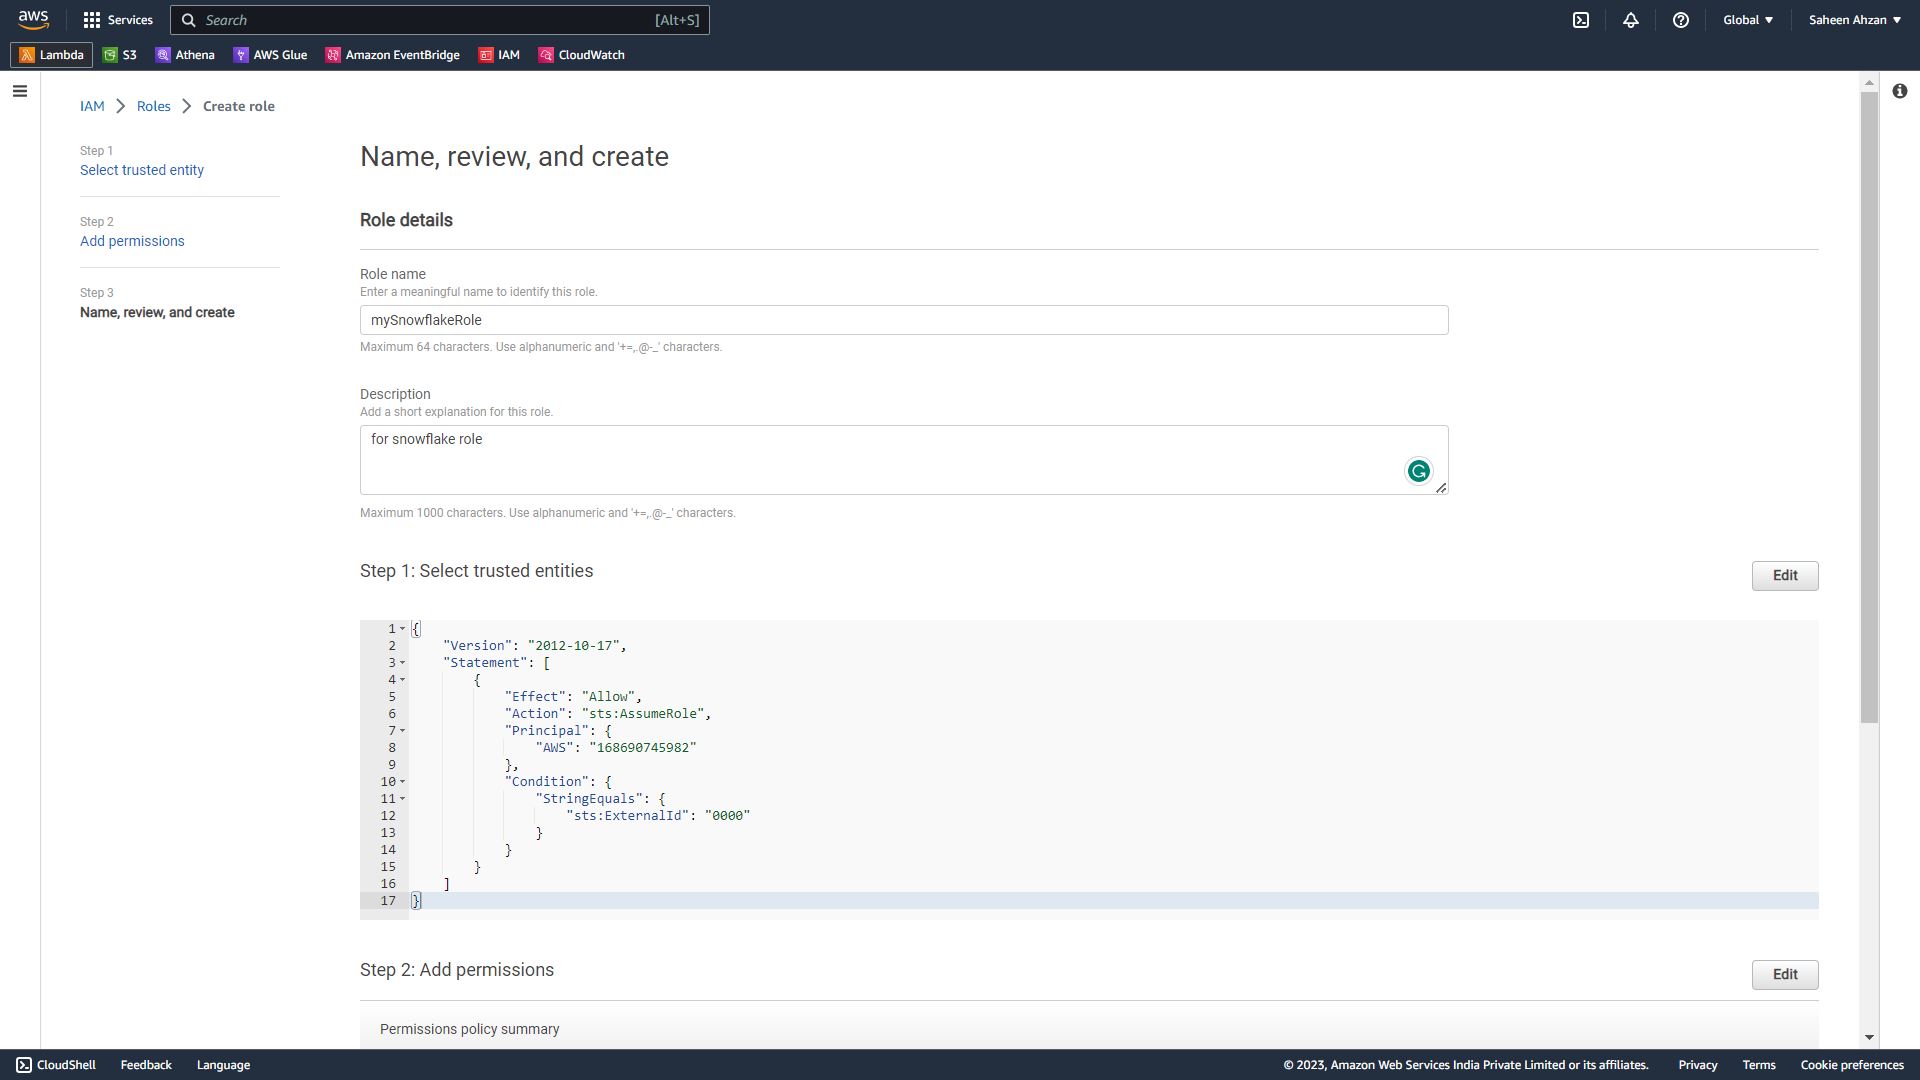 aws
Services
Search
[Alt+S]
Global
Saheen Ahzan
Lambda
S3
Athena
AWS Glue
Amazon EventBridge
IAM
CloudWatch
IAM
Roles
Create role
Step 1
Select trusted entity
Step 2
Add permissions
Step 3
Name, review, and create
Name, review, and create
Role details
Role name
Enter a meaningful name to identify this role.
mySnowflakeRole
Maximum 64 characters. Use alphanumeric and '+=,.@-_' characters.
Description
Add a short explanation for this role.
for snowflake role
Maximum 1000 characters. Use alphanumeric and '+=,.@-_' characters.
Step 1: Select trusted entities
Edit
1 {
2 "Version": "2012-10-17",
3 "Statement": [
4 {
5 "Effect": "Allow",
6 "Action": "sts:AssumeRole",
7 "Principal": {
8 "AWS": "168690745982"
9 },
10 "Condition": {
11 "StringEquals": {
12 "sts:ExternalId": "0000"
13 }
14 }
15 }
16 ]
17 }
Step 2: Add permissions
Edit
Permissions policy summary
CloudShell
Feedback
Language
© 2023, Amazon Web Services India Private Limited or its affiliates.
Privacy
Terms
Cookie preferences